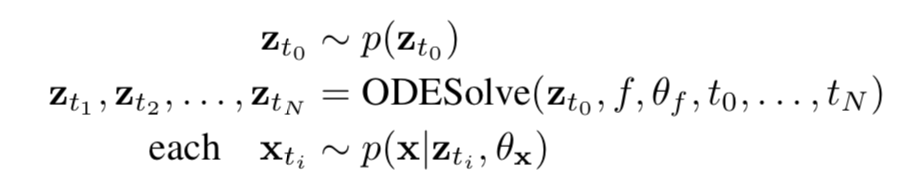 𝐳_{t_0} ∼ p(𝐳_{t_0})
𝐳_{t_1}, 𝐳_{t_2}, …, 𝐳_{t_N} = ODESolve(𝐳_{t_0}, f, θ_f, t_0, …, t_N)
each 𝐱_{t_i} ∼ p(𝐱|𝐳_{t_i}, θ_𝐱)